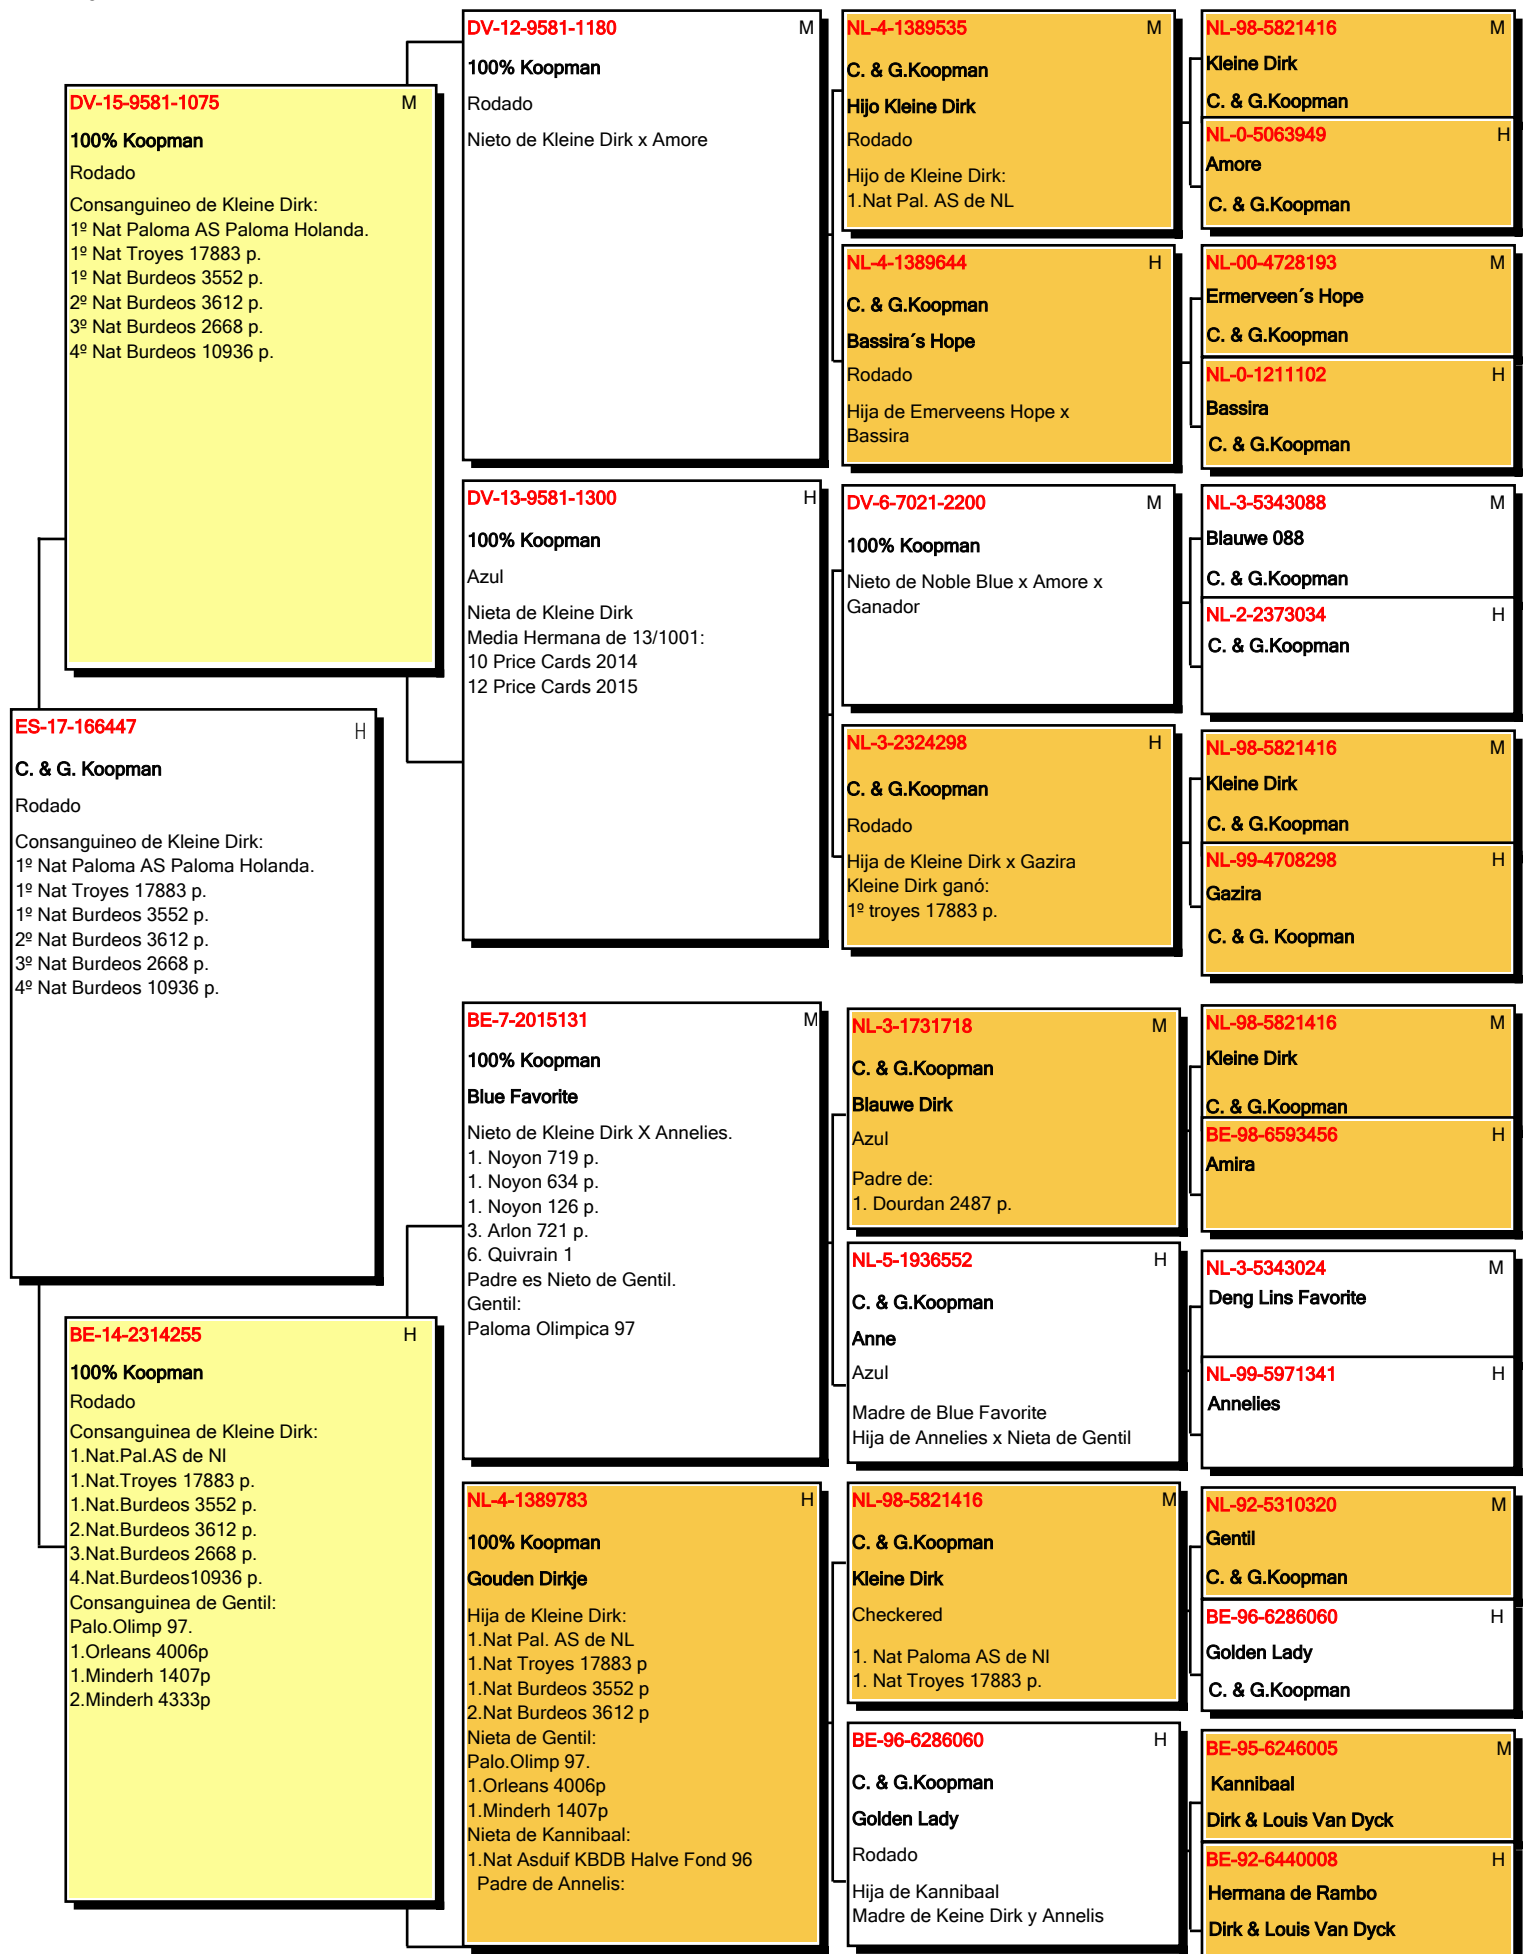 ES-17-166447 H
C. & G. Koopman
Rodado
Consanguineo de Kleine Dirk:
1º Nat Paloma AS Paloma Holanda.
1º Nat Troyes 17883 p.
1º Nat Burdeos 3552 p.
2º Nat Burdeos 3612 p.
3º Nat Burdeos 2668 p.
4º Nat Burdeos 10936 p.
DV-15-9581-1075 M
100% Koopman
Rodado
Consanguineo de Kleine Dirk:
1º Nat Paloma AS Paloma Holanda.
1º Nat Troyes 17883 p.
1º Nat Burdeos 3552 p.
2º Nat Burdeos 3612 p.
3º Nat Burdeos 2668 p.
4º Nat Burdeos 10936 p.
BE-14-2314255 H
100% Koopman
Rodado
Consanguinea de Kleine Dirk:
1.Nat.Pal.AS de Nl
1.Nat.Troyes 17883 p.
1.Nat.Burdeos 3552 p.
2.Nat.Burdeos 3612 p.
3.Nat.Burdeos 2668 p.
4.Nat.Burdeos10936 p.
Consanguinea de Gentil:
Palo.Olimp 97.
1.Orleans 4006p
1.Minderh 1407p
2.Minderh 4333p
DV-12-9581-1180 M
100% Koopman
Rodado
Nieto de Kleine Dirk x Amore
DV-13-9581-1300 H
100% Koopman
Azul
Nieta de Kleine Dirk
Media Hermana de 13/1001:
10 Price Cards 2014
12 Price Cards 2015
BE-7-2015131 M
100% Koopman
Blue Favorite
Nieto de Kleine Dirk X Annelies.
1. Noyon 719 p.
1. Noyon 634 p.
1. Noyon 126 p.
3. Arlon 721 p.
6. Quivrain 1
Padre es Nieto de Gentil.
Gentil:
Paloma Olimpica 97
NL-4-1389783 H
100% Koopman
Gouden Dirkje
Hija de Kleine Dirk:
1.Nat Pal. AS de NL
1.Nat Troyes 17883 p
1.Nat Burdeos 3552 p
2.Nat Burdeos 3612 p
Nieta de Gentil:
Palo.Olimp 97.
1.Orleans 4006p
1.Minderh 1407p
Nieta de Kannibaal:
1.Nat Asduif KBDB Halve Fond 96
Padre de Annelis:
NL-4-1389535 M
C. & G.Koopman
Hijo Kleine Dirk
Rodado
Hijo de Kleine Dirk:
1.Nat Pal. AS de NL
NL-4-1389644 H
C. & G.Koopman
Bassira´s Hope
Rodado
Hija de Emerveens Hope x
Bassira
DV-6-7021-2200 M
100% Koopman
Nieto de Noble Blue x Amore x
Ganador
NL-3-2324298 H
C. & G.Koopman
Rodado
Hija de Kleine Dirk x Gazira
Kleine Dirk ganó:
1º troyes 17883 p.
NL-3-1731718 M
C. & G.Koopman
Blauwe Dirk
Azul
Padre de:
1. Dourdan 2487 p.
NL-5-1936552 H
C. & G.Koopman
Anne
Azul
Madre de Blue Favorite
Hija de Annelies x Nieta de Gentil
NL-98-5821416 M
C. & G.Koopman
Kleine Dirk
Checkered
1. Nat Paloma AS de Nl
1. Nat Troyes 17883 p.
BE-96-6286060 H
C. & G.Koopman
Golden Lady
Rodado
Hija de Kannibaal
Madre de Keine Dirk y Annelis
NL-98-5821416 M
Kleine Dirk
C. & G.Koopman
NL-0-5063949 H
Amore
C. & G.Koopman
NL-00-4728193 M
Ermerveen´s Hope
C. & G.Koopman
NL-0-1211102 H
Bassira
C. & G.Koopman
NL-3-5343088 M
Blauwe 088
C. & G.Koopman
NL-2-2373034 H
C. & G.Koopman
NL-98-5821416 M
Kleine Dirk
C. & G.Koopman
NL-99-4708298 H
Gazira
C. & G. Koopman
NL-98-5821416 M
Kleine Dirk
C. & G.Koopman
BE-98-6593456 H
Amira
NL-3-5343024 M
Deng Lins Favorite
NL-99-5971341 H
Annelies
NL-92-5310320 M
Gentil
C. & G.Koopman
BE-96-6286060 H
Golden Lady
C. & G.Koopman
BE-95-6246005 M
Kannibaal
Dirk & Louis Van Dyck
BE-92-6440008 H
Hermana de Rambo
Dirk & Louis Van Dyck